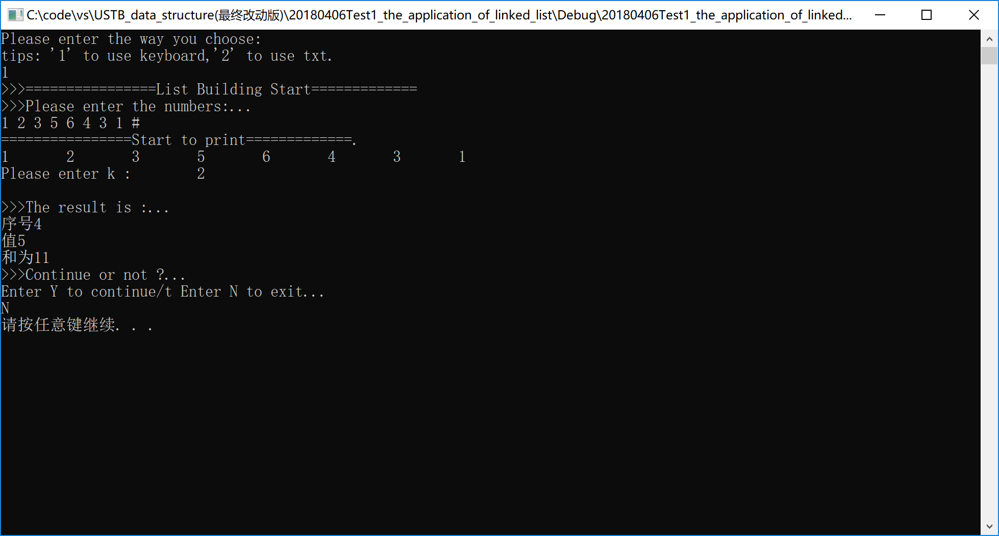 C:\code\vs\USTB_data_structure(最终改动版)\20180406Test1_the_application_of_linked_list\Debug\20180406Test1_the_application_of_linked...
Please enter the way you choose:
tips: '1' to use keyboard,'2' to use txt.
1
>>>================List Building Start=============
>>>Please enter the numbers:...
1 2 3 5 6 4 3 1 #
================Start to print=============.
1 2 3 5 6 4 3 1
Please enter k : 2
>>>The result is :...
序号4
值5
和为11
>>>Continue or not ?...
Enter Y to continue/t Enter N to exit...
N
请按任意键继续. . .